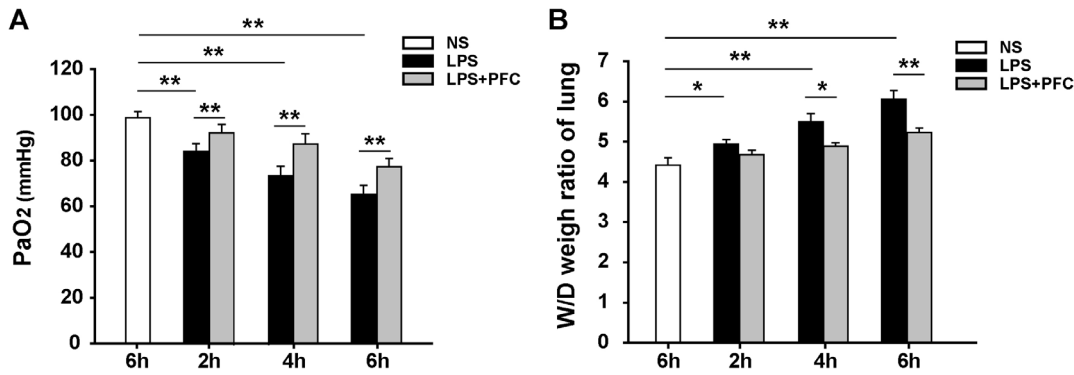 A
**
**
**
**
**
**
NS
LPS
LPS+PFC
120
100
80
60
40
20
0
PaO2 (mmHg)
6h 2h 4h 6h
B
**
**
*
*
**
NS
LPS
LPS+PFC
7
6
5
4
3
2
1
0
W/D weigh ratio of lung
6h 2h 4h 6h